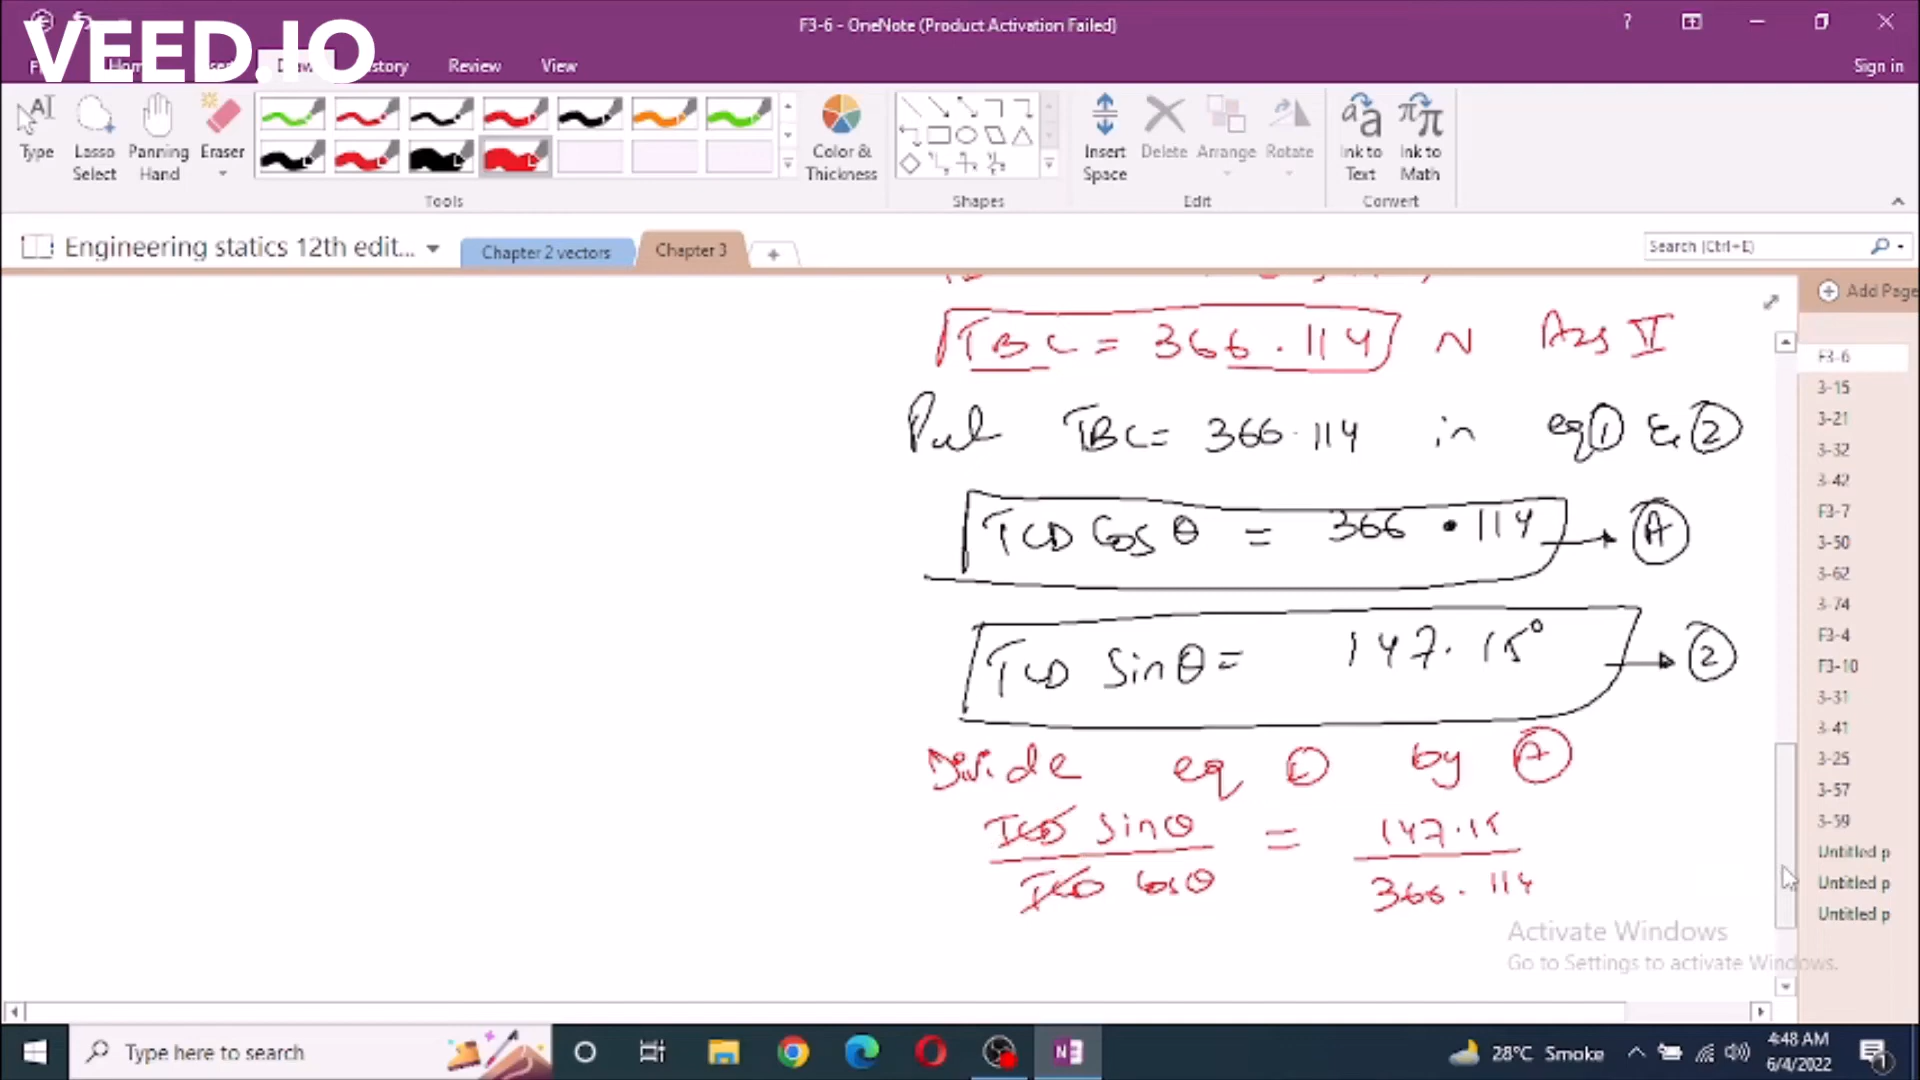 VEED.IO
F3-6 - OneNote (Product Activation Failed)
Review
View
Sign in
Type
Lasso Select
Panning Hand
Eraser
Color & Thickness
Insert Space
Delete
Arrange
Rotate
Ink to Text
Ink to Math
Tools
Shapes
Edit
Convert
Engineering statics 12th edit...
Chapter 2 vectors
Chapter 3
Search (Ctrl+E)
Add Page
TBC = 366.114 N Ans
Put TBC = 366.114 in eq 1 & 2
TCD Cos θ = 366.114 → A
TCD Sin θ = 147.15° → 2
Divide eq by A
TCD Sin θ = 147.15
TCD Cos θ 366.114
F3-6
3-15
3-21
3-32
3-42
F3-7
3-50
3-62
3-74
F3-4
F3-10
3-31
3-41
3-25
3-57
3-59
Untitled p
Untitled p
Untitled p
Activate Windows
Go to Settings to activate Windows.
Type here to search
28°C Smoke
4:48 AM
6/4/2022